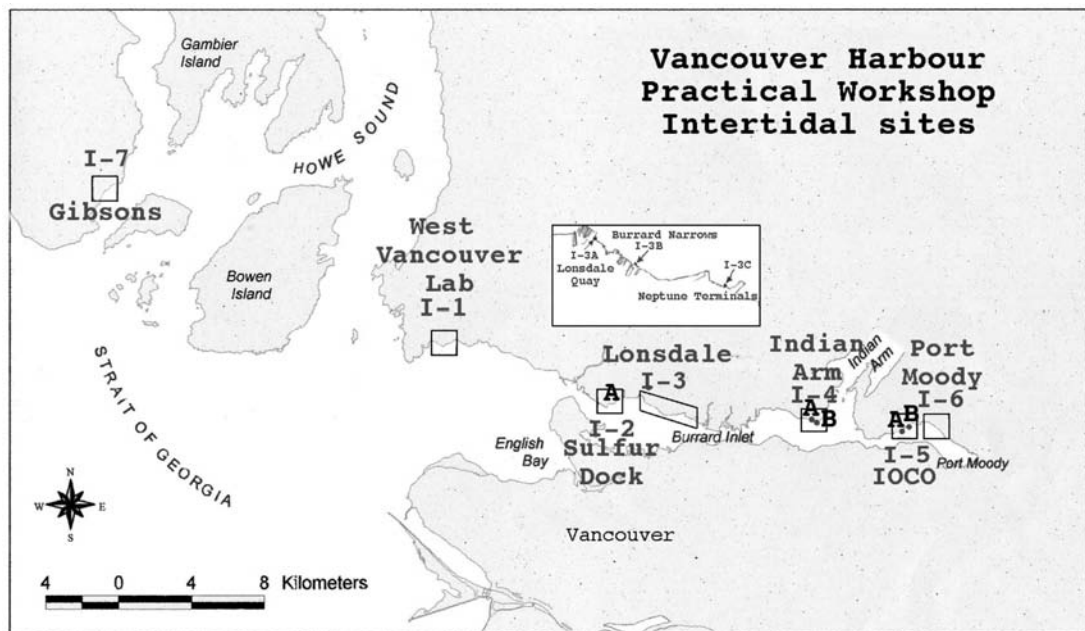 Vancouver Harbour
Practical Workshop
Intertidal sites
Gambier
Island
HOWE SOUND
I-7
Gibsons
Bowen
Island
West
Vancouver
Lab
I-1
Burrard Narrows
I-3B
I-3A
Lonsdale
Quay
I-3C
Neptune Terminals
Lonsdale
I-3
A
I-2
Sulfur
Dock
Burrard Inlet
English
Bay
Indian
Arm
I-4
A
B
Indian
Arm
Port
Moody
I-6
A B
I-5
IOCO
Port Moody
STRAIT OF GEORGIA
Vancouver
N
W E
S
4 0 4 8 Kilometers